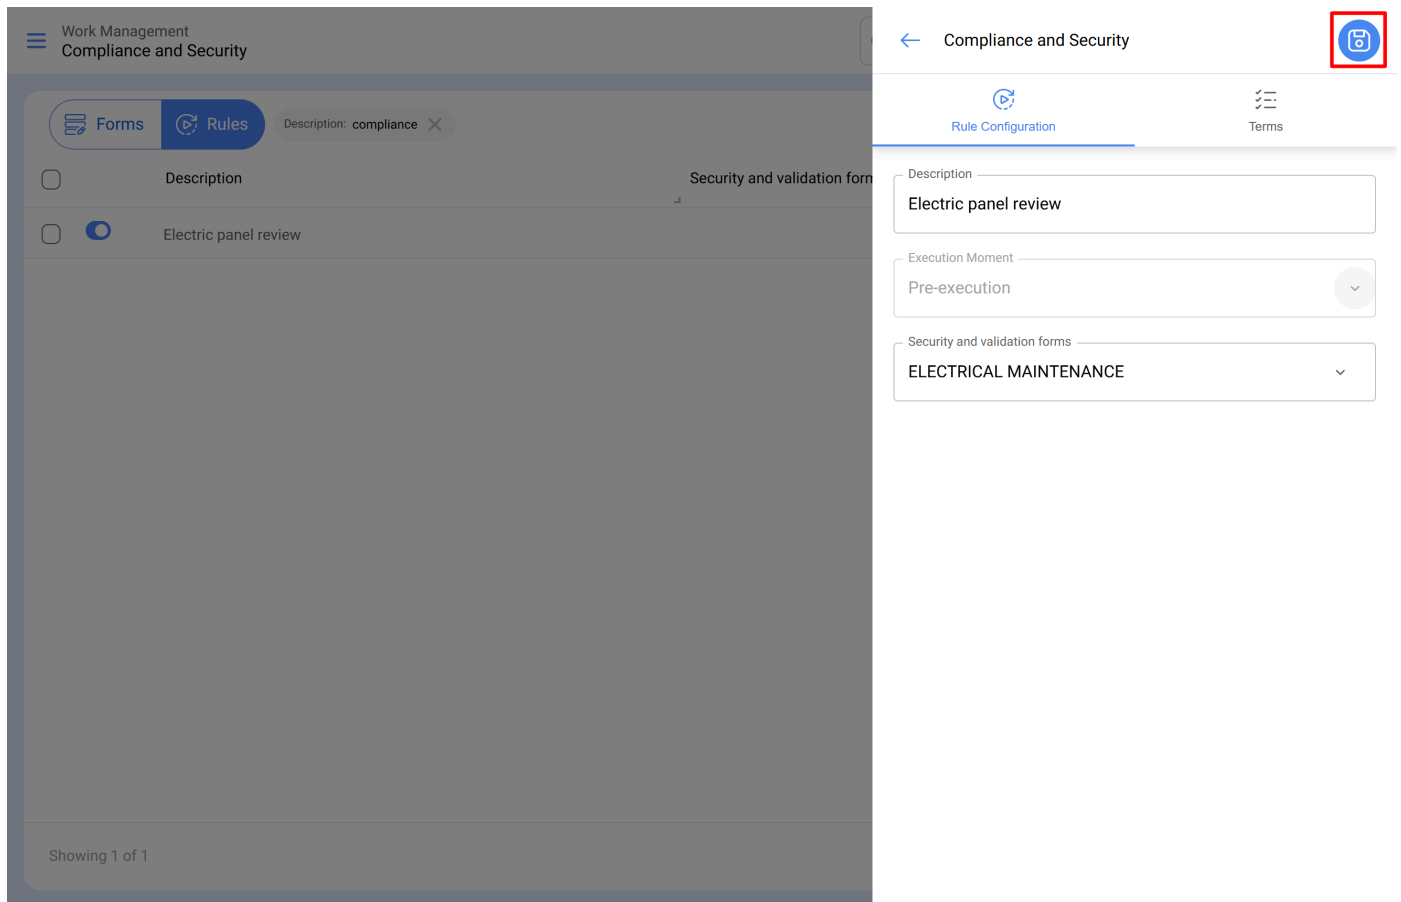 Work Management
Compliance and Security
Forms
Rules
Description: compliance
Description
Security and validation form
Electric panel review
Showing 1 of 1
Compliance and Security
Rule Configuration
Terms
Description
Electric panel review
Execution Moment
Pre-execution
Security and validation forms
ELECTRICAL MAINTENANCE